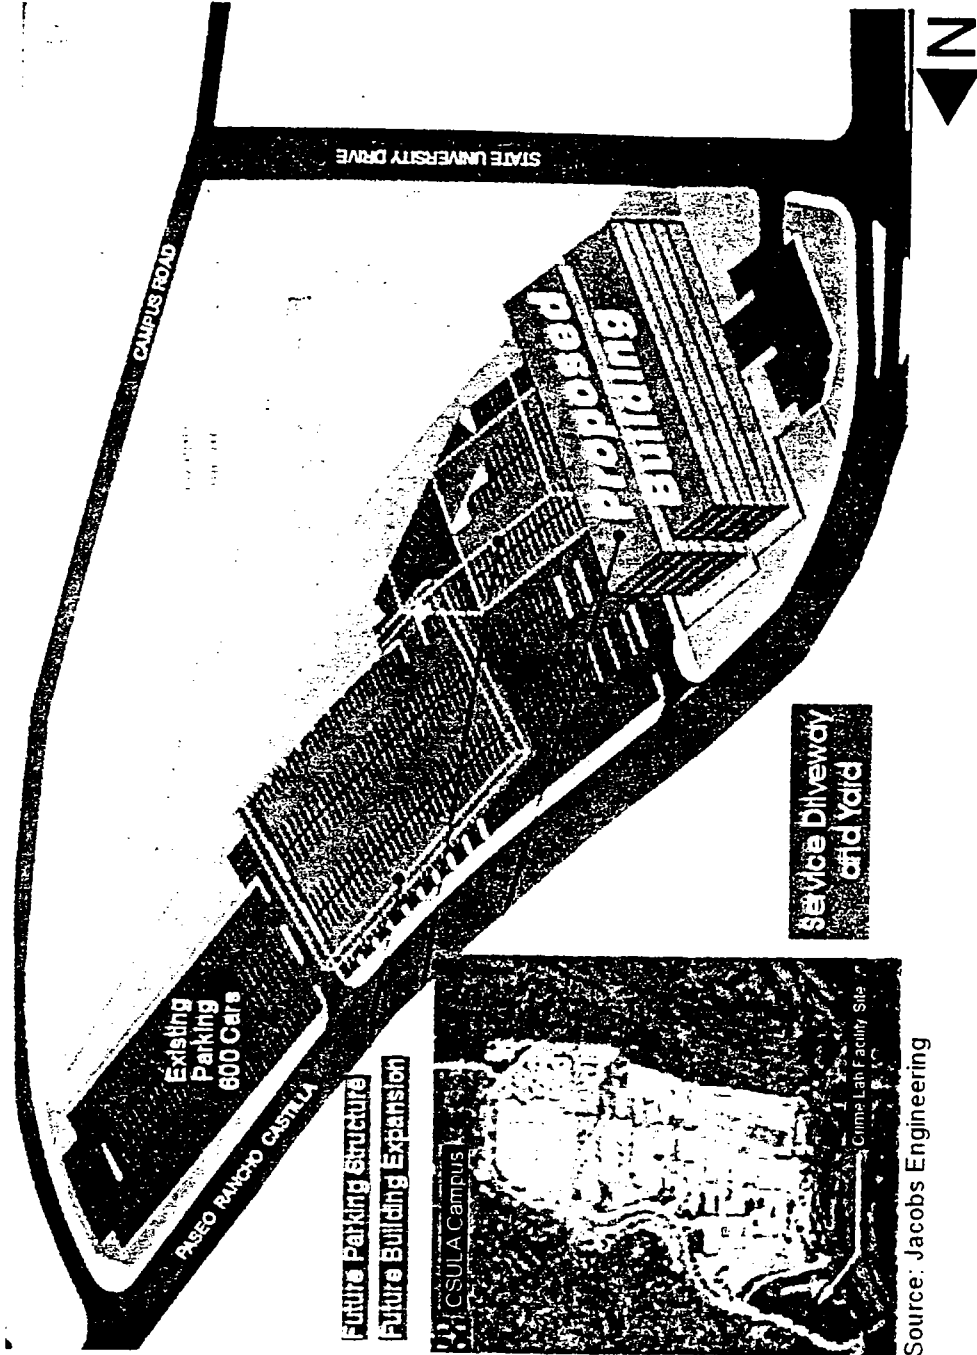 N
STATE UNIVERSITY DRIVE
CAMPUS ROAD
Proposed
Building
Existing
Parking
600 Cars
PASEO RANCHO CASTILLA
Future Parking Structure
Future Building Expansion
Service Driveway
and Yard
CSULA Campus
Crime Lab Facility Site
Source: Jacobs Engineering